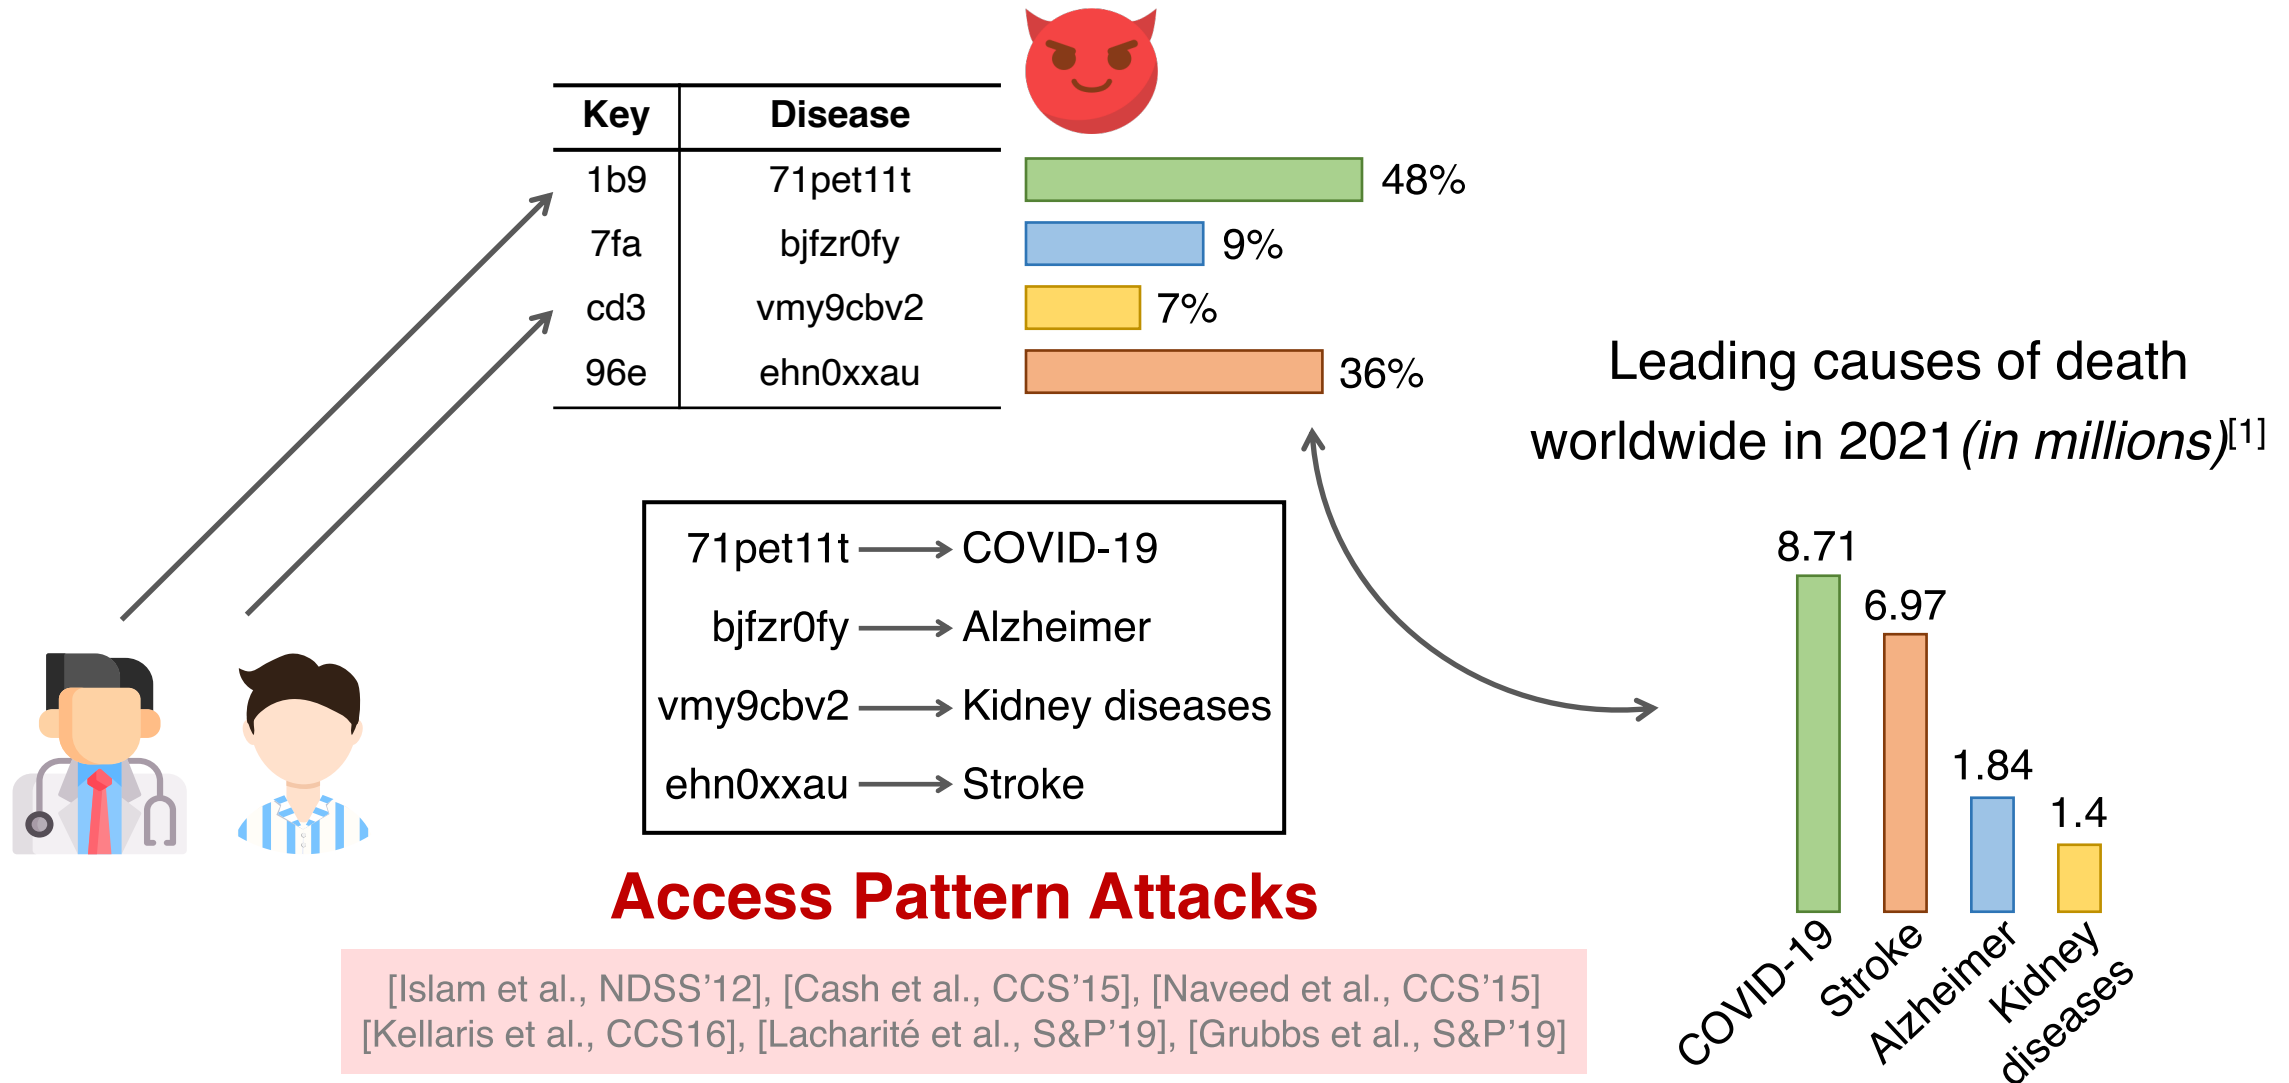 Key Disease
1b9 71pet11t 48%
7fa bjfzr0fy 9%
cd3 vmy9cbv2 7%
96e ehn0xxau 36%
Leading causes of death
worldwide in 2021 (in millions)[1]
71pet11t COVID-19
bjfzr0fy Alzheimer
vmy9cbv2 Kidney diseases
ehn0xxau Stroke
8.71
6.97
1.84
1.4
COVID-19
Stroke
Alzheimer
Kidney
diseases
Access Pattern Attacks
[Islam et al., NDSS’12], [Cash et al., CCS’15], [Naveed et al., CCS’15]
[Kellaris et al., CCS16], [Lacharité et al., S&P’19], [Grubbs et al., S&P’19]